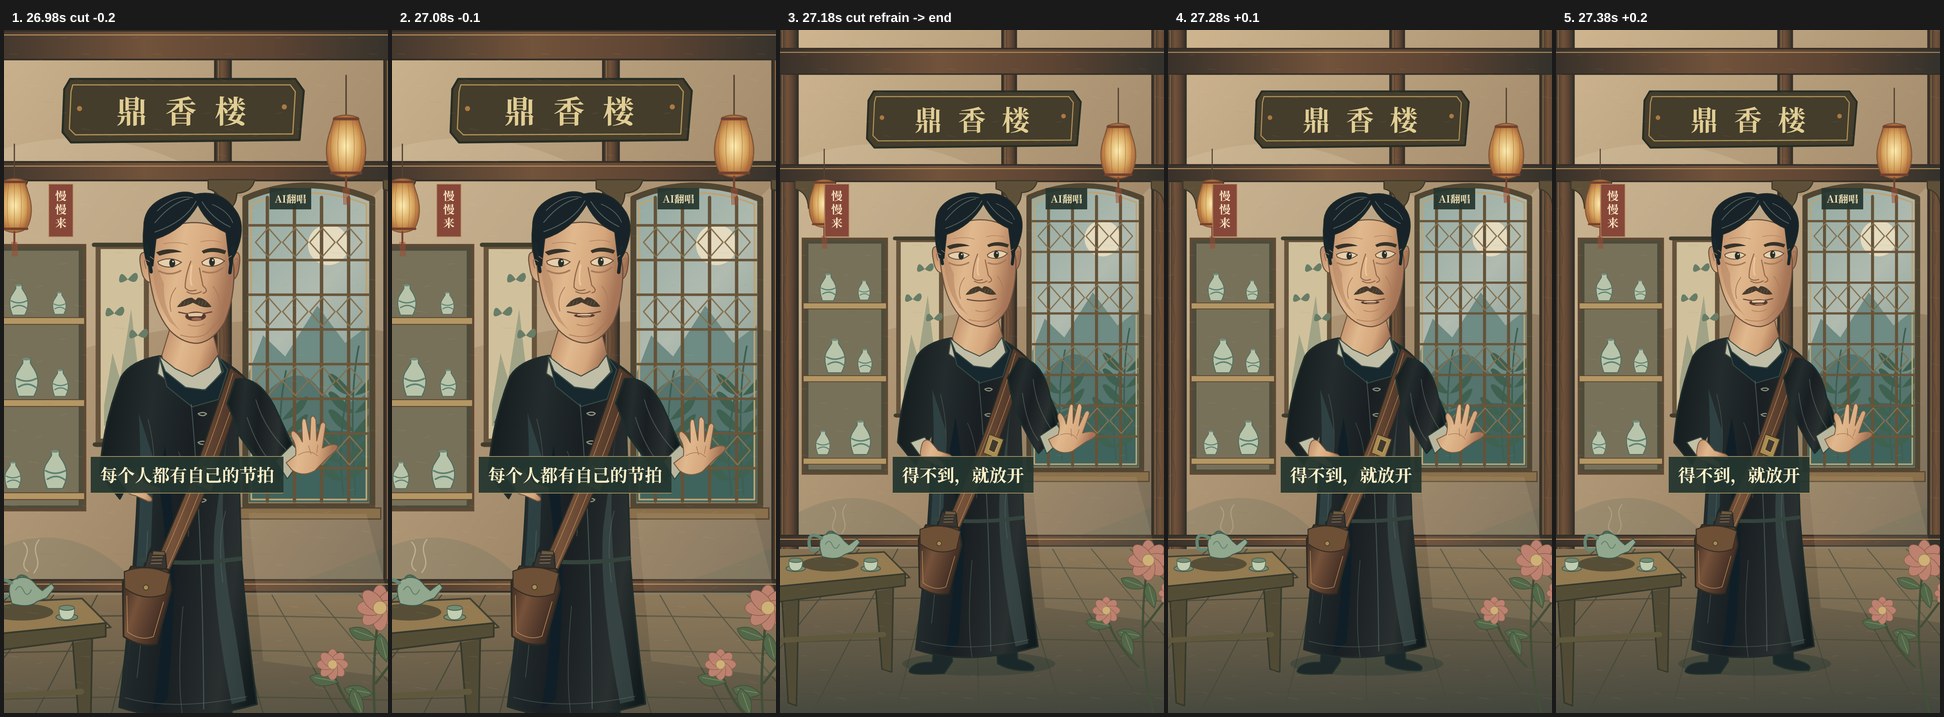 1. 26.98s cut -0.2
鼎香楼
慢慢来
AI翻唱
每个人都有自己的节拍
2. 27.08s -0.1
鼎香楼
慢慢来
AI翻唱
每个人都有自己的节拍
3. 27.18s cut refrain -> end
鼎香楼
慢慢来
AI翻唱
得不到，就放开
4. 27.28s +0.1
鼎香楼
慢慢来
AI翻唱
得不到，就放开
5. 27.38s +0.2
鼎香楼
慢慢来
AI翻唱
得不到，就放开